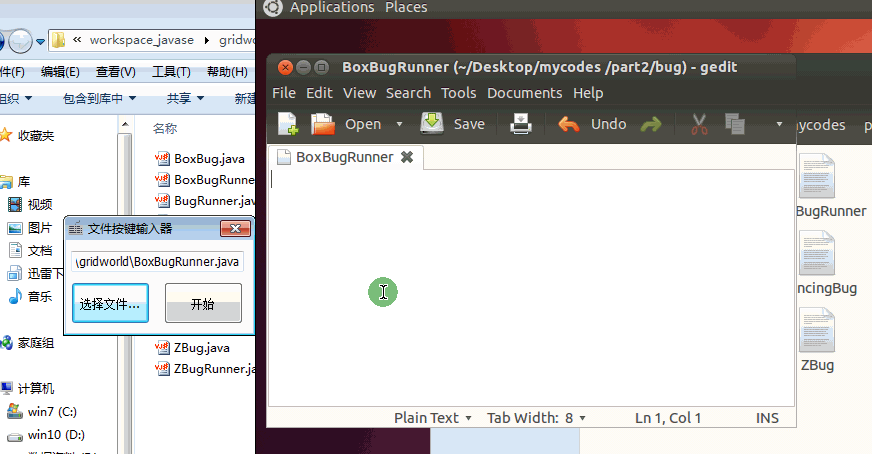 « workspace_javase ▸ gridwo
件(F) 编辑(E) 查看(V) 工具(T) 帮助(H)
组织 包含到库中 共享 新建
收藏夹
库
视频
图片
文档
迅雷下
音乐
家庭组
计算机
win7 (C:)
win10 (D:)
名称
BoxBug.java
BoxBugRunne
BugRunner.jav
ZBug.java
ZBugRunner.ja
文件按键输入器
\gridworld\BoxBugRunner.java
选择文件...
开始
Applications Places
BoxBugRunner (~/Desktop/mycodes /part2/bug) - gedit
File Edit View Search Tools Documents Help
Open Save Undo
BoxBugRunner
Plain Text Tab Width: 8 Ln 1, Col 1 INS
ycodes p
BugRunner
ncingBug
ZBug